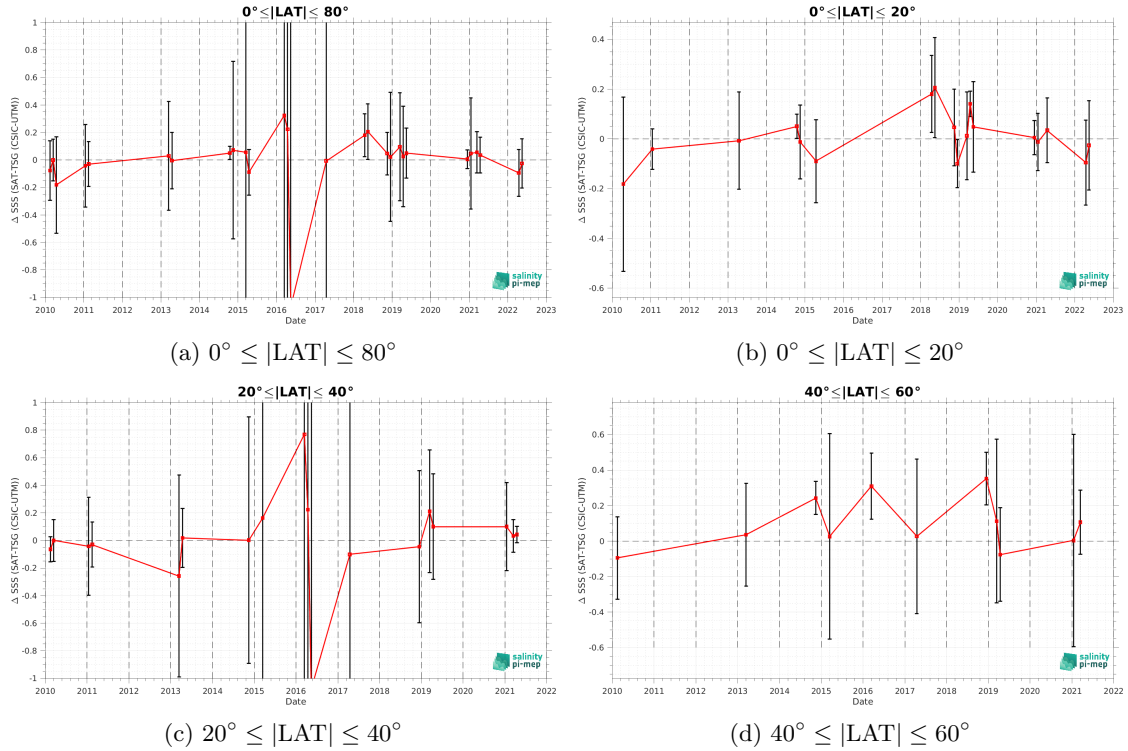 0°≤|LAT|≤ 80°
Δ SSS (SAT-TSG (CSIC-UTM))
1
0.8
0.6
0.4
0.2
0
-0.2
-0.4
-0.6
-0.8
-1
2010 2011 2012 2013 2014 2015 2016 2017 2018 2019 2020 2021 2022 2023
Date
salinity
pi-mep
(a) 0° ≤ |LAT| ≤ 80°
0°≤|LAT|≤ 20°
Δ SSS (SAT-TSG (CSIC-UTM))
0.4
0.2
0
-0.2
-0.4
-0.6
2010 2011 2012 2013 2014 2015 2016 2017 2018 2019 2020 2021 2022 2023
Date
salinity
pi-mep
(b) 0° ≤ |LAT| ≤ 20°
20°≤|LAT|≤ 40°
Δ SSS (SAT-TSG (CSIC-UTM))
1
0.8
0.6
0.4
0.2
0
-0.2
-0.4
-0.6
-0.8
-1
2010 2011 2012 2013 2014 2015 2016 2017 2018 2019 2020 2021 2022
Date
salinity
pi-mep
(c) 20° ≤ |LAT| ≤ 40°
40°≤|LAT|≤ 60°
Δ SSS (SAT-TSG (CSIC-UTM))
0.6
0.4
0.2
0
-0.2
-0.4
-0.6
2010 2011 2012 2013 2014 2015 2016 2017 2018 2019 2020 2021 2022
Date
salinity
pi-mep
(d) 40° ≤ |LAT| ≤ 60°